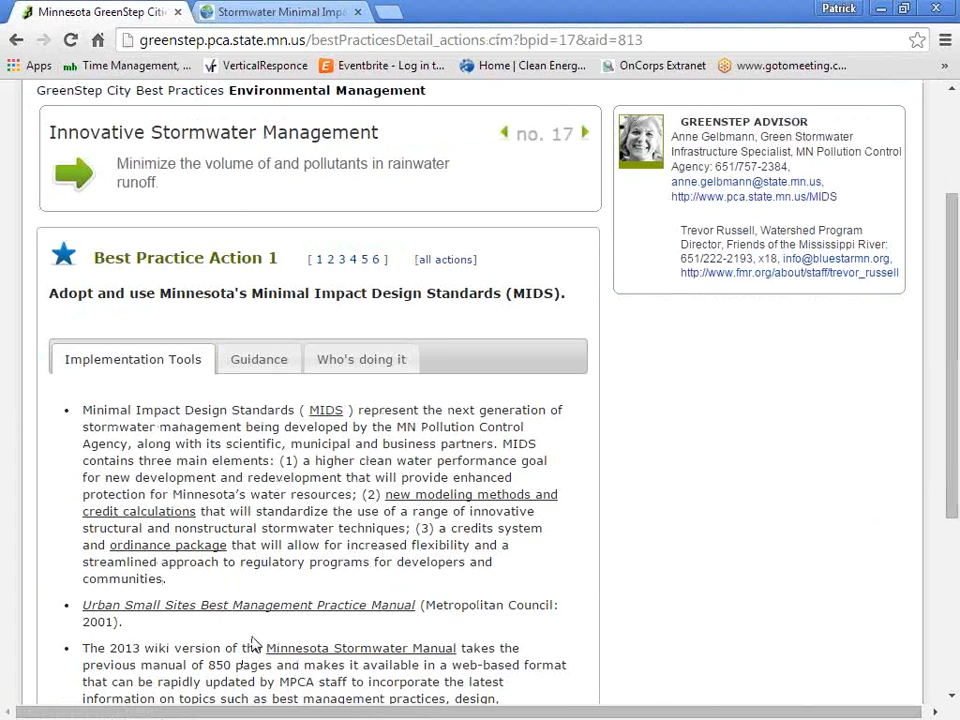 Minnesota GreenStep Citi
Stormwater Minimal Impa
Patrick
greenstep.pca.state.mn.us/bestPracticesDetail_actions.cfm?bpid=17&aid=813
Apps
Time Management, ...
VerticalResponce
Eventbrite - Log in t...
Home | Clean Energ...
OnCorps Extranet
www.gotomeeting.c...
»
GreenStep City Best Practices Environmental Management
Innovative Stormwater Management
no. 17
Minimize the volume of and pollutants in rainwater
runoff.
GREENSTEP ADVISOR
Anne Gelbmann, Green Stormwater
Infrastructure Specialist, MN Pollution Control
Agency: 651/757-2384,
anne.gelbmann@state.mn.us,
http://www.pca.state.mn.us/MIDS
Trevor Russell, Watershed Program
Director, Friends of the Mississippi River:
651/222-2193, x18, info@bluestarmn.org,
http://www.fmr.org/about/staff/trevor_russell
Best Practice Action 1 [ 1 2 3 4 5 6 ] [all actions]
Adopt and use Minnesota's Minimal Impact Design Standards (MIDS).
Implementation Tools
Guidance
Who's doing it
• Minimal Impact Design Standards ( MIDS ) represent the next generation of
stormwater management being developed by the MN Pollution Control
Agency, along with its scientific, municipal and business partners. MIDS
contains three main elements: (1) a higher clean water performance goal
for new development and redevelopment that will provide enhanced
protection for Minnesota's water resources; (2) new modeling methods and
credit calculations that will standardize the use of a range of innovative
structural and nonstructural stormwater techniques; (3) a credits system
and ordinance package that will allow for increased flexibility and a
streamlined approach to regulatory programs for developers and
communities.
• Urban Small Sites Best Management Practice Manual (Metropolitan Council:
2001).
• The 2013 wiki version of the Minnesota Stormwater Manual takes the
previous manual of 850 pages and makes it available in a web-based format
that can be rapidly updated by MPCA staff to incorporate the latest
information on topics such as best management practices, design,